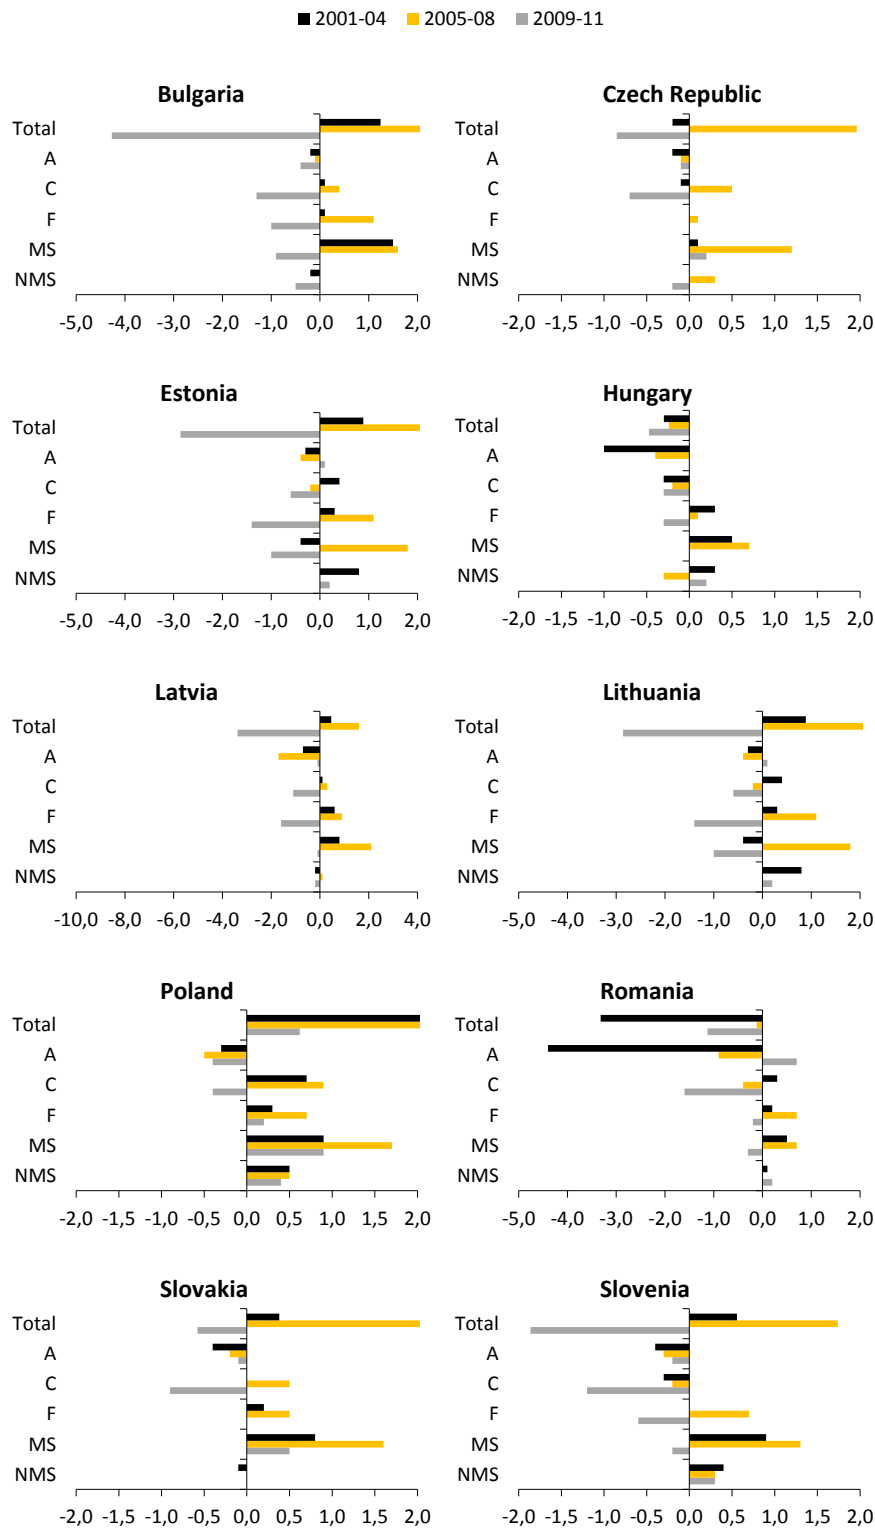 2001-04 2005-08 2009-11
Bulgaria
Total
A
C
F
MS
NMS
-5,0 -4,0 -3,0 -2,0 -1,0 0,0 1,0 2,0
Czech Republic
Total
A
C
F
MS
NMS
-2,0 -1,5 -1,0 -0,5 0,0 0,5 1,0 1,5 2,0
Estonia
Total
A
C
F
MS
NMS
-5,0 -4,0 -3,0 -2,0 -1,0 0,0 1,0 2,0
Hungary
Total
A
C
F
MS
NMS
-2,0 -1,5 -1,0 -0,5 0,0 0,5 1,0 1,5 2,0
Latvia
Total
A
C
F
MS
NMS
-10,0 -8,0 -6,0 -4,0 -2,0 0,0 2,0 4,0
Lithuania
Total
A
C
F
MS
NMS
-5,0 -4,0 -3,0 -2,0 -1,0 0,0 1,0 2,0
Poland
Total
A
C
F
MS
NMS
-2,0 -1,5 -1,0 -0,5 0,0 0,5 1,0 1,5 2,0
Romania
Total
A
C
F
MS
NMS
-5,0 -4,0 -3,0 -2,0 -1,0 0,0 1,0 2,0
Slovakia
Total
A
C
F
MS
NMS
-2,0 -1,5 -1,0 -0,5 0,0 0,5 1,0 1,5 2,0
Slovenia
Total
A
C
F
MS
NMS
-2,0 -1,5 -1,0 -0,5 0,0 0,5 1,0 1,5 2,0